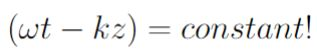 (ωt − kz) = constant!